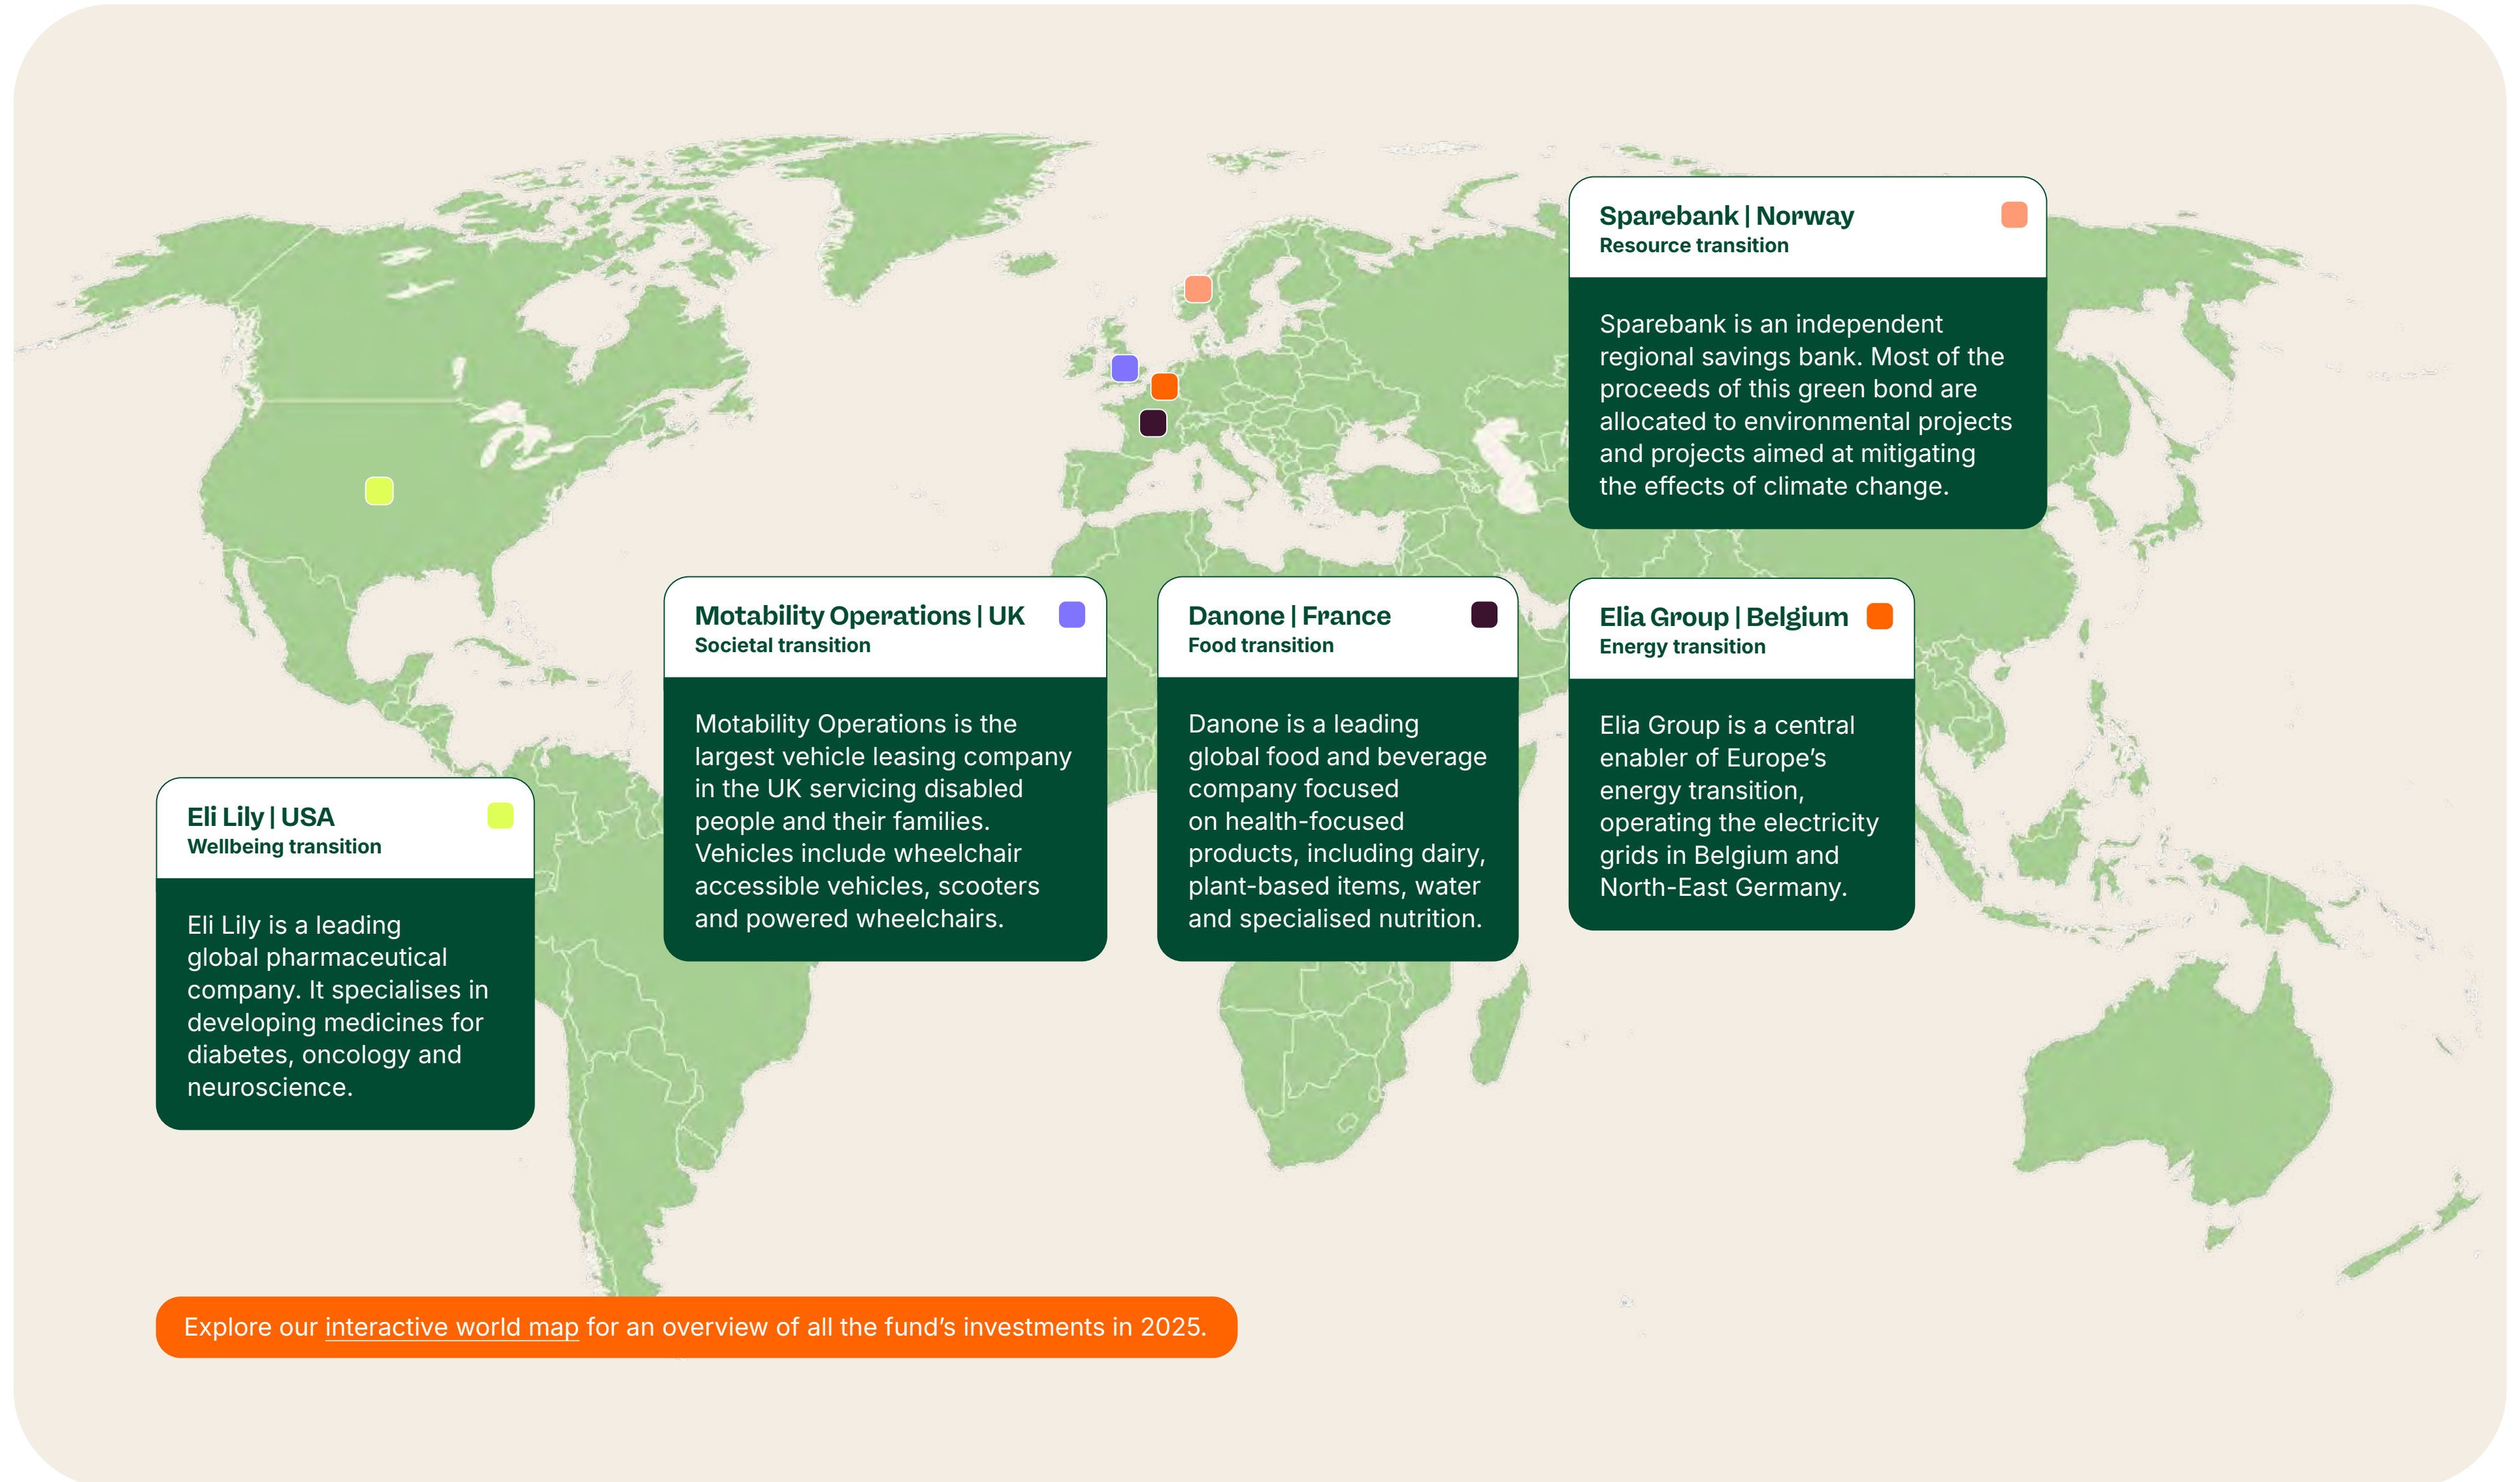 Sparebank | Norway
Resource transition
Sparebank is an independent
regional savings bank. Most of the
proceeds of this green bond are
allocated to environmental projects
and projects aimed at mitigating
the effects of climate change.
Motability Operations | UK
Societal transition
Motability Operations is the
largest vehicle leasing company
in the UK servicing disabled
people and their families.
Vehicles include wheelchair
accessible vehicles, scooters
and powered wheelchairs.
Danone | France
Food transition
Danone is a leading
global food and beverage
company focused
on health-focused
products, including dairy,
plant-based items, water
and specialised nutrition.
Elia Group | Belgium
Energy transition
Elia Group is a central
enabler of Europe’s
energy transition,
operating the electricity
grids in Belgium and
North-East Germany.
Eli Lily | USA
Wellbeing transition
Eli Lily is a leading
global pharmaceutical
company. It specialises in
developing medicines for
diabetes, oncology and
neuroscience.
Explore our interactive world map for an overview of all the fund’s investments in 2025.